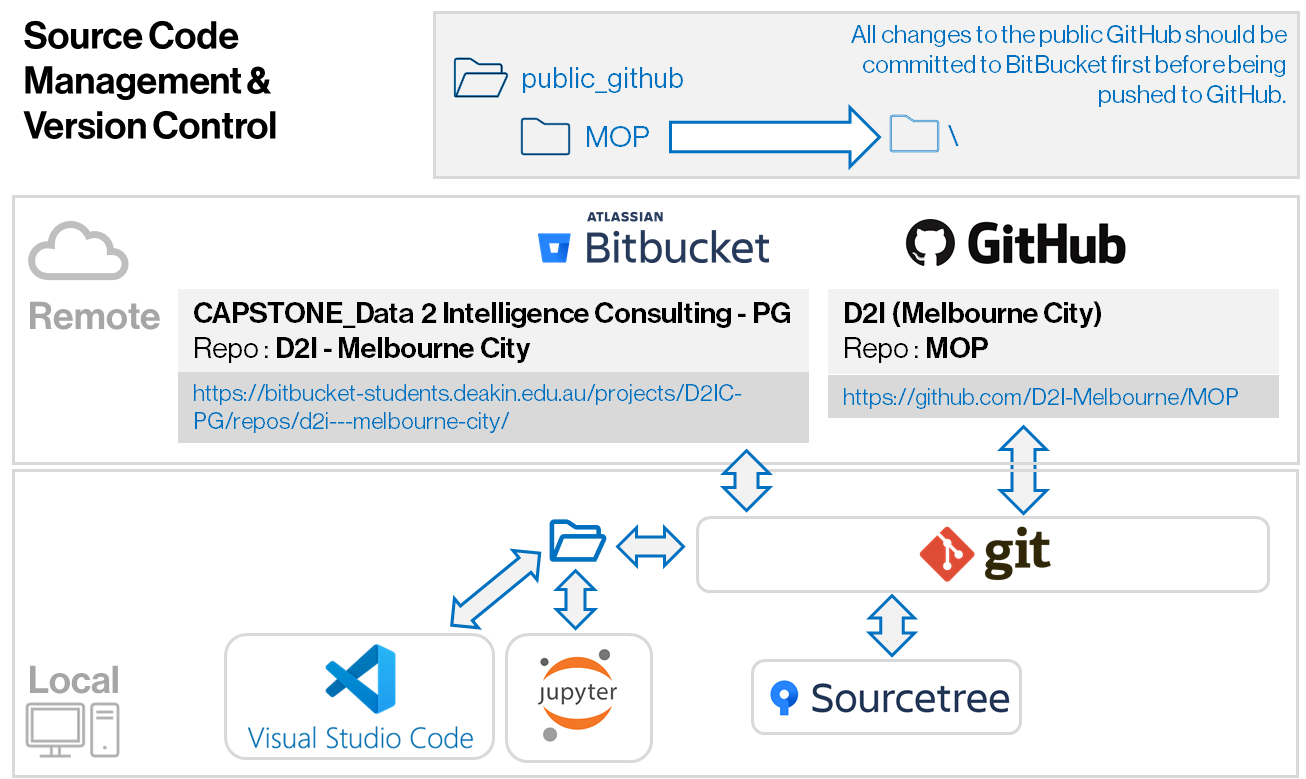 Source Code
Management &
Version Control
All changes to the public GitHub should be
committed to BitBucket first before being
pushed to GitHub.
public_github
MOP
\
Remote
ATLASSIAN
Bitbucket
GitHub
CAPSTONE_Data 2 Intelligence Consulting - PG
Repo : D2I - Melbourne City
https://bitbucket-students.deakin.edu.au/projects/D2IC-
PG/repos/d2i---melbourne-city/
D2I (Melbourne City)
Repo : MOP
https://github.com/D2I-Melbourne/MOP
git
Local
Visual Studio Code
jupyter
Sourcetree